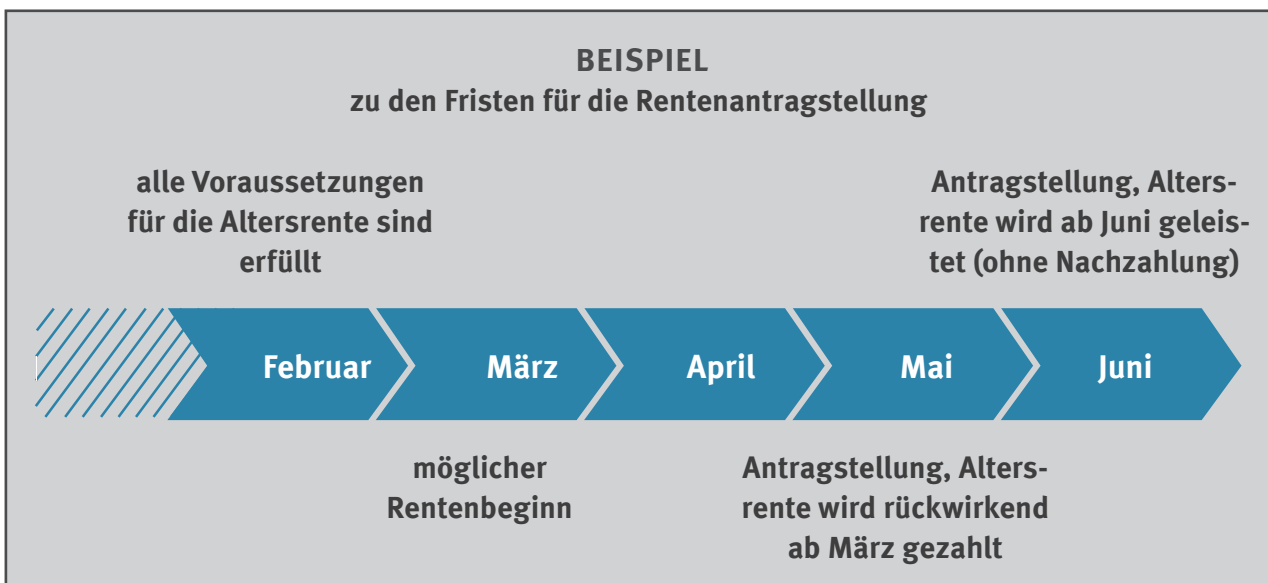 BEISPIEL
zu den Fristen für die Rentenantragstellung
alle Voraussetzungen
für die Altersrente sind
erfüllt
Antragstellung, Alters-
rente wird ab Juni geleis-
tet (ohne Nachzahlung)
Februar
März
April
Mai
Juni
möglicher
Rentenbeginn
Antragstellung, Alters-
rente wird rückwirkend
ab März gezahlt